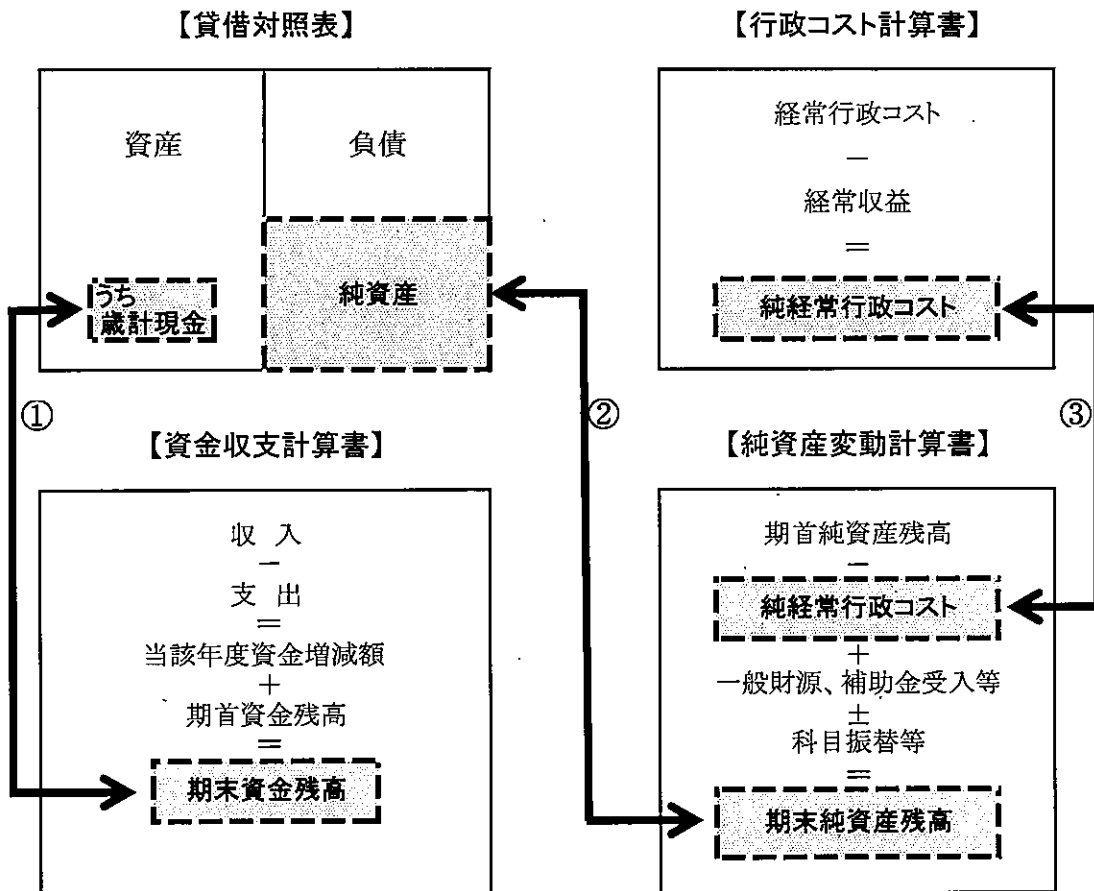 【貸借対照表】
資産
負債
うち
歳計現金
純資産
【行政コスト計算書】
経常行政コスト
－
経常収益
＝
純経常行政コスト
①
②
③
【資金収支計算書】
収 入
－
支 出
＝
当該年度資金増減額
＋
期首資金残高
＝
期末資金残高
【純資産変動計算書】
期首純資産残高
－
純経常行政コスト
＋
一般財源、補助金受入等
±
科目振替等
＝
期末純資産残高